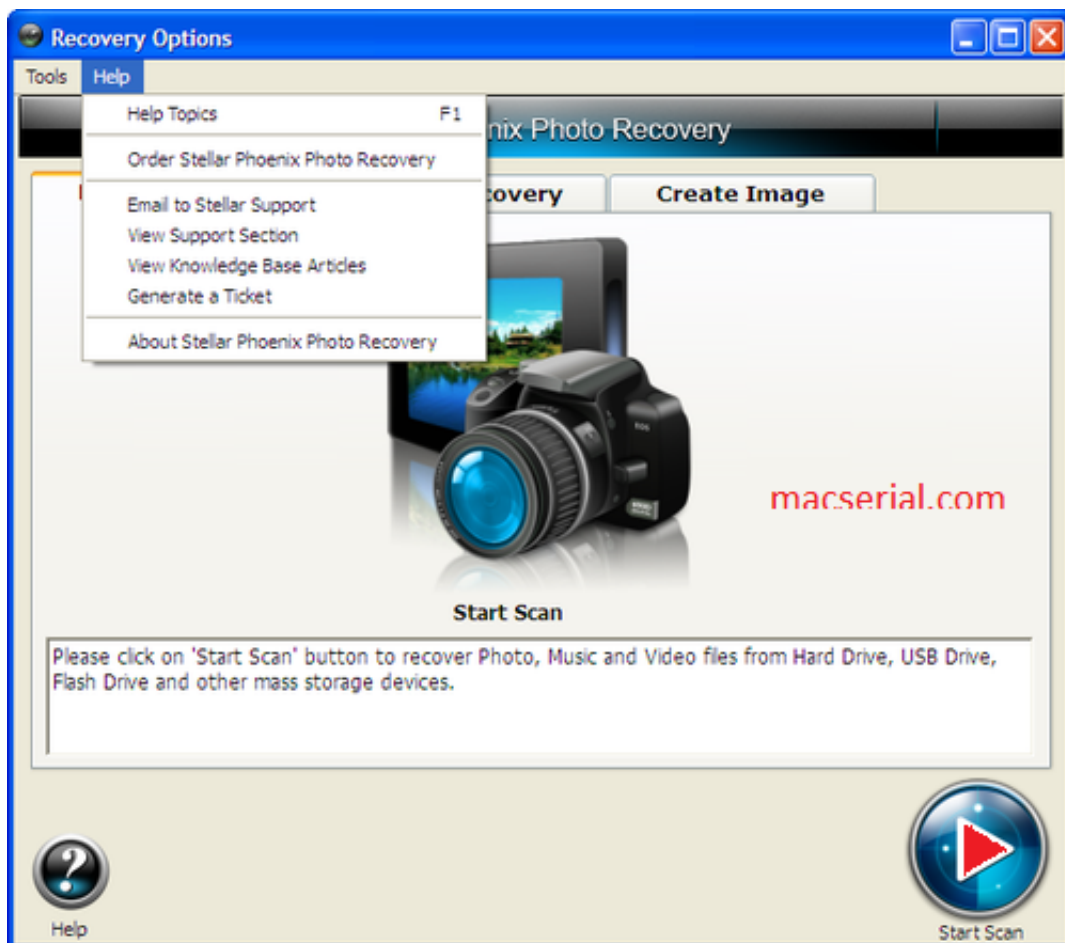 Recovery Options
Tools Help
Help Topics F1
Order Stellar Phoenix Photo Recovery
Email to Stellar Support
View Support Section
View Knowledge Base Articles
Generate a Ticket
About Stellar Phoenix Photo Recovery
nix Photo Recovery
covery Create Image
EOS
macserial.com
Start Scan
Please click on 'Start Scan' button to recover Photo, Music and Video files from Hard Drive, USB Drive,
Flash Drive and other mass storage devices.
?
Help Start Scan